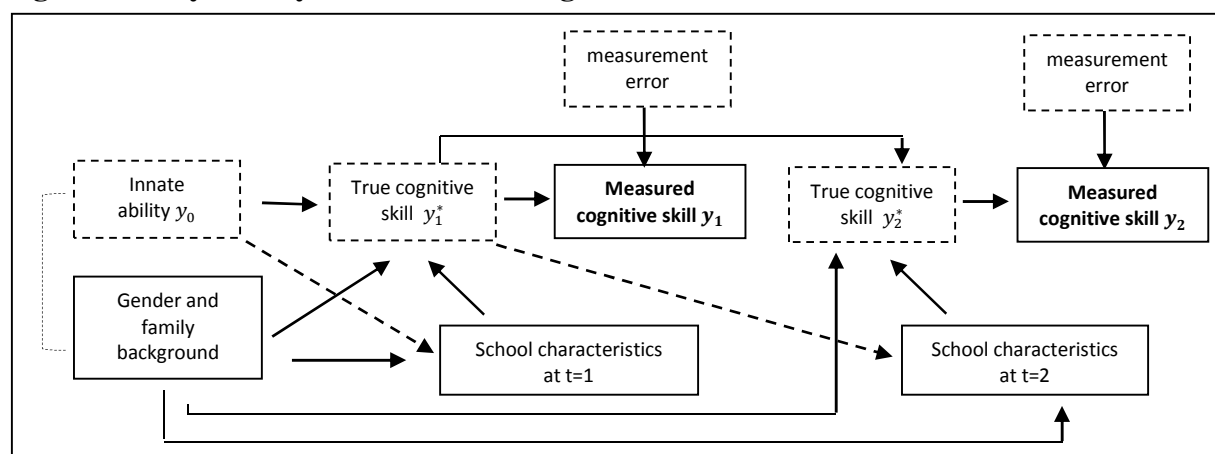 measurement
error
measurement
error
Innate
ability y₀
True cognitive
skill y₁*
Measured
cognitive skill y₁
True cognitive
skill y₂*
Measured
cognitive skill y₂
Gender and
family
background
School characteristics
at t=1
School characteristics
at t=2